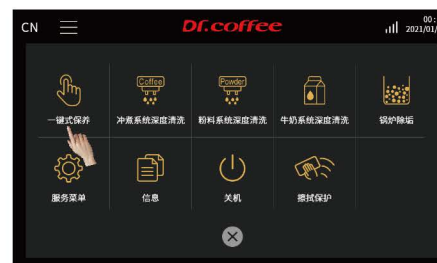 CN
Dr.coffee
00:
2021/01/
Coffee
Powder
一键式保养
冲煮系统深度清洗
粉料系统深度清洗
牛奶系统深度清洗
锅炉除垢
服务菜单
信息
关机
擦拭保护